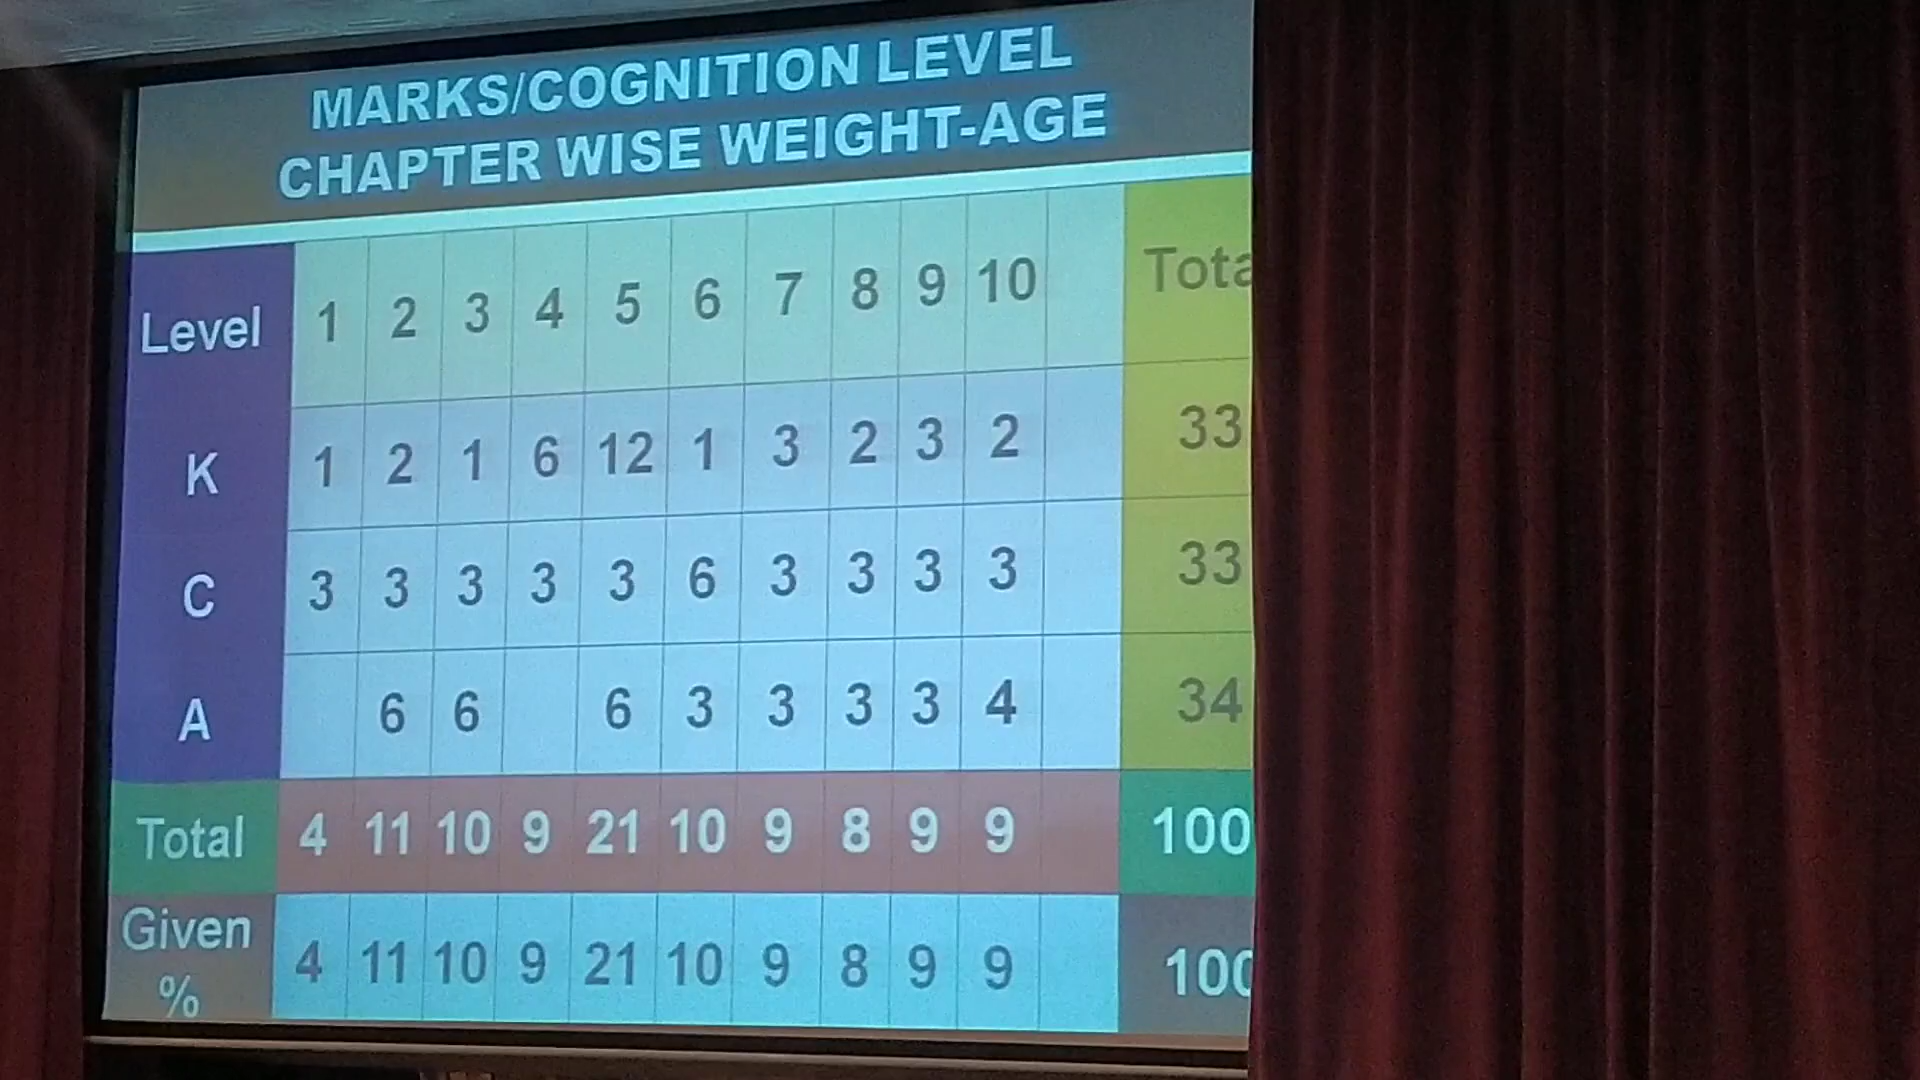 MARKS/COGNITION LEVEL
CHAPTER WISE WEIGHT-AGE
Level 1 2 3 4 5 6 7 8 9 10 Tota
K 1 2 1 6 12 1 3 2 3 2 33
C 3 3 3 3 3 6 3 3 3 3 33
A 6 6 6 3 3 3 3 4 34
Total 4 11 10 9 21 10 9 8 9 9 100
Given % 4 11 10 9 21 10 9 8 9 9 100